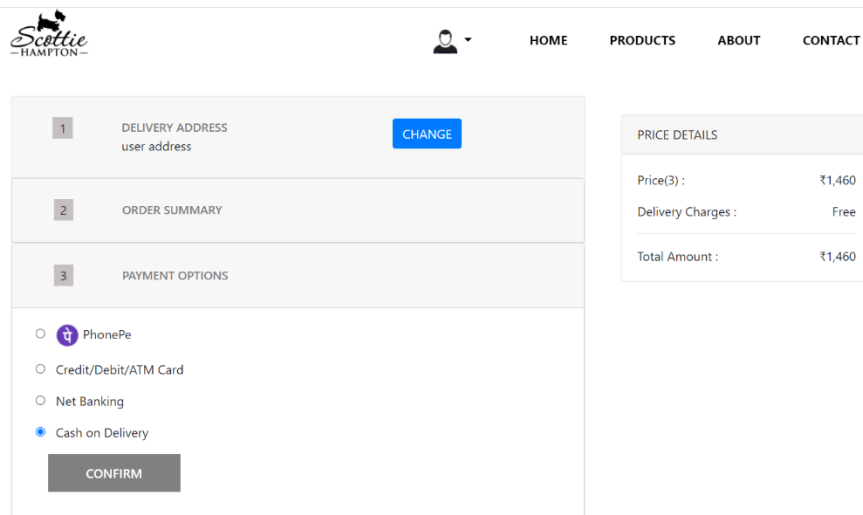 Scottie
HAMPTON
HOME PRODUCTS ABOUT CONTACT
1 DELIVERY ADDRESS CHANGE
user address
2 ORDER SUMMARY
3 PAYMENT OPTIONS
पे PhonePe
Credit/Debit/ATM Card
Net Banking
Cash on Delivery
CONFIRM
PRICE DETAILS
Price(3) : ₹1,460
Delivery Charges : Free
Total Amount : ₹1,460